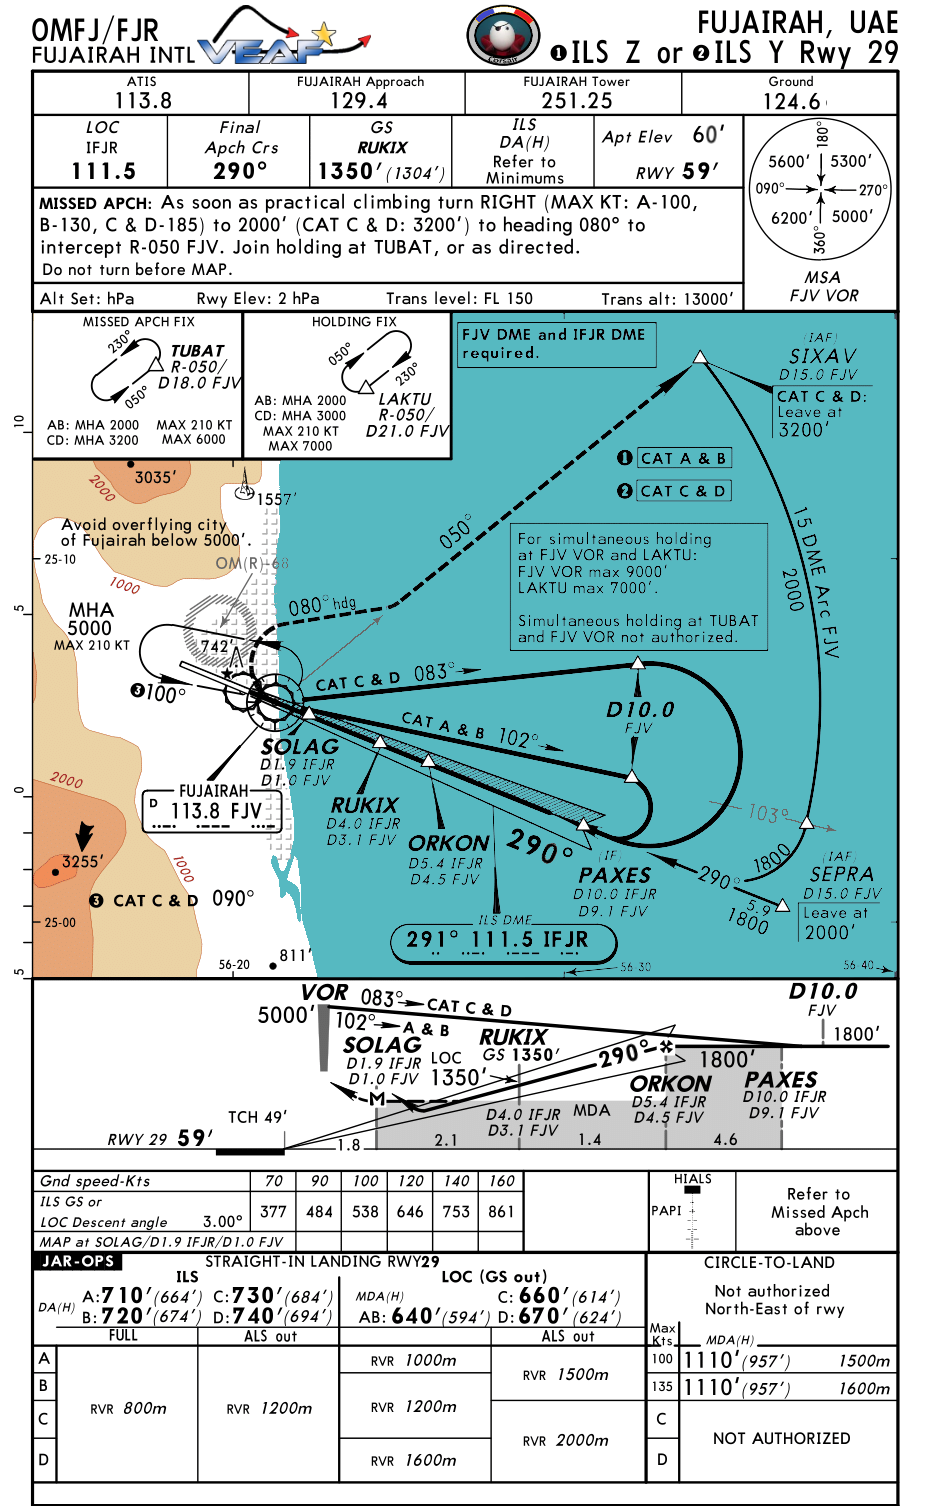 OMFJ/FJR
FUJAIRAH INTL
VEAF
Corsair
FUJAIRAH, UAE
❶ILS Z or ❷ILS Y Rwy 29
ATIS
113.8
FUJAIRAH Approach
129.4
FUJAIRAH Tower
251.25
Ground
124.6
LOC
IFJR
111.5
Final
Apch Crs
290°
GS
RUKIX
1350' (1304')
ILS
DA(H)
Refer to
Minimums
Apt Elev 60'
RWY 59'
MISSED APCH: As soon as practical climbing turn RIGHT (MAX KT: A-100,
B-130, C & D-185) to 2000' (CAT C & D: 3200') to heading 080° to
intercept R-050 FJV. Join holding at TUBAT, or as directed.
Do not turn before MAP.
Alt Set: hPa Rwy Elev: 2 hPa Trans level: FL 150 Trans alt: 13000'
180°
5600' 5300'
090° 270°
6200' 5000'
360°
MSA
FJV VOR
MISSED APCH FIX
230°
050°
TUBAT
R-050/
D18.0 FJV
AB: MHA 2000 MAX 210 KT
CD: MHA 3200 MAX 6000
HOLDING FIX
050°
230°
LAKTU
R-050/
D21.0 FJV
AB: MHA 2000
CD: MHA 3000
MAX 210 KT
MAX 7000
FJV DME and IFJR DME
required.
(IAF)
SIXAV
D15.0 FJV
CAT C & D:
Leave at
3200'
❶ CAT A & B
❷ CAT C & D
10
3035'
2000
1557'
Avoid overflying city
of Fujairah below 5000'.
25-10
OM(R)-68
1000
050°
For simultaneous holding
at FJV VOR and LAKTU:
FJV VOR max 9000'
LAKTU max 7000'.
Simultaneous holding at TUBAT
and FJV VOR not authorized.
15 DME Arc FJV
2000
5
MHA
5000
MAX 210 KT
742'
080° hdg
❸100°
CAT C & D 083°
CAT A & B 102°
D10.0
FJV
SOLAG
D1.9 IFJR
D1.0 FJV
2000
0
FUJAIRAH
D 113.8 FJV
RUKIX
D4.0 IFJR
D3.1 FJV
ORKON
D5.4 IFJR
D4.5 FJV
290°
103°
(IF)
PAXES
D10.0 IFJR
D9.1 FJV
1800
290°
5.9
1800
(IAF)
SEPRA
D15.0 FJV
Leave at
2000'
3255'
1000
❸ CAT C & D 090°
25-00
ILS DME
291° 111.5 IFJR
811'
5
56-20
56-30
56-40
VOR
5000'
083° CAT C & D
102° A & B
D10.0
FJV
1800'
SOLAG
D1.9 IFJR
D1.0 FJV
LOC
1350'
RUKIX
GS 1350'
290°
1800'
ORKON
D5.4 IFJR
D4.5 FJV
PAXES
D10.0 IFJR
D9.1 FJV
M
D4.0 IFJR
D3.1 FJV
MDA
TCH 49'
RWY 29 59'
1.8 2.1 1.4 4.6
Gnd speed-Kts 70 90 100 120 140 160
ILS GS or
LOC Descent angle 3.00° 377 484 538 646 753 861
MAP at SOLAG/D1.9 IFJR/D1.0 FJV
HIALS
PAPI
Refer to
Missed Apch
above
JAR-OPS
STRAIGHT-IN LANDING RWY29
CIRCLE-TO-LAND
ILS
DA(H)
A:710'(664') C:730'(684')
B:720'(674') D:740'(694')
LOC (GS out)
MDA(H)
C:660'(614')
AB:640'(594') D:670'(624')
Not authorized
North-East of rwy
FULL ALS out ALS out
Max
Kts
MDA(H)
A
B
C
D
RVR 800m
RVR 1200m
RVR 1000m
RVR 1200m
RVR 1600m
RVR 1500m
RVR 2000m
100 1110'(957') 1500m
135 1110'(957') 1600m
C
D
NOT AUTHORIZED